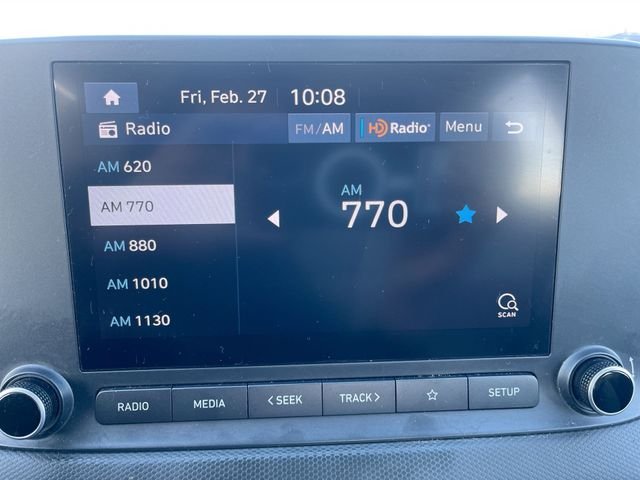 Fri, Feb. 27 10:08
Radio FM/AM HD Radio Menu
AM 620
AM 770
AM 880
AM 1010
AM 1130
AM
770
SCAN
RADIO MEDIA < SEEK TRACK > SETUP